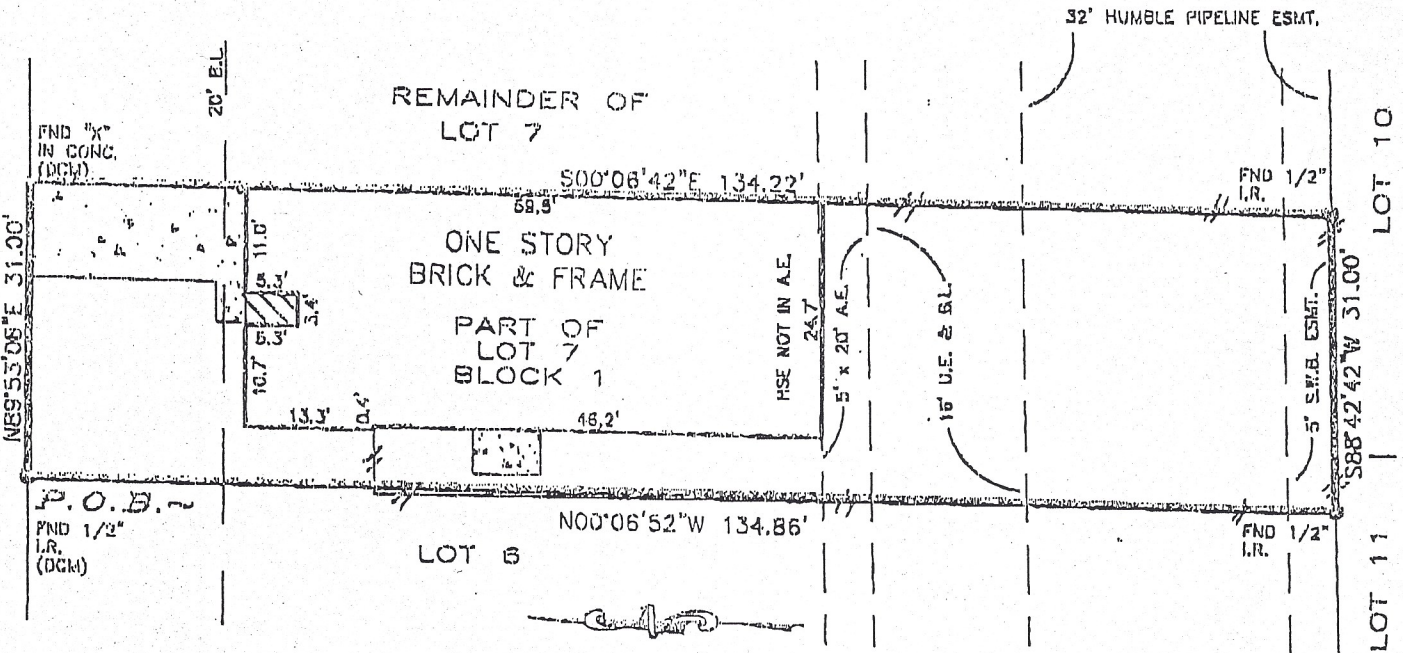 32' HUMBLE PIPELINE ESMT.
20' B.L.
REMAINDER OF
LOT 7
FND "X"
IN CONC.
(DCM)
S00°06'42"E 134.22'
FND 1/2"
I.R.
LOT 10
N89°53'08"E 31.00'
11.0'
ONE STORY
BRICK & FRAME
5.3'
3.4'
5.3'
10.7'
PART OF
LOT 7
BLOCK 1
HSE NOT IN A.E.
24.7'
5' x 20' A.E.
16' U.E. & B.L.
5' S.W.B. ESMT.
S88°42'42"W 31.00'
13.3'
0.4'
46.2'
P.O.B.~
FND 1/2"
I.R.
(DCM)
N00°06'52"W 134.86'
LOT 6
FND 1/2"
I.R.
LOT 11